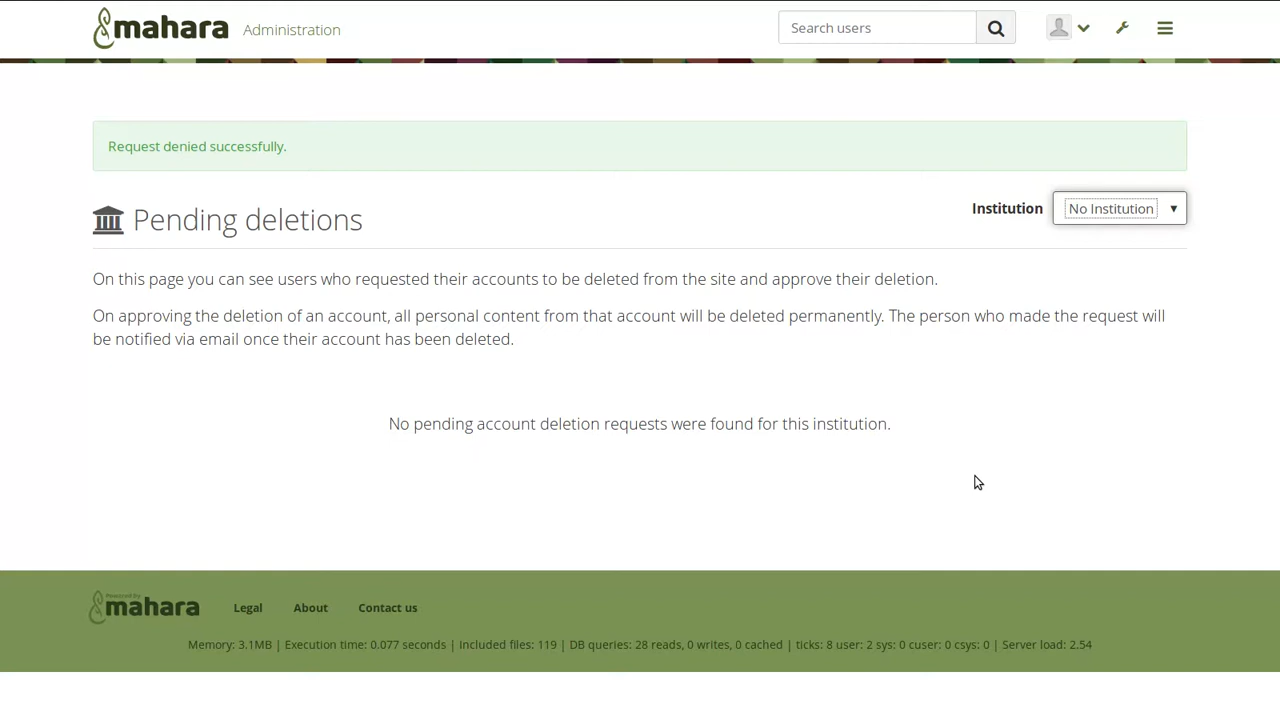 mahara Administration
Search users
Request denied successfully.
Pending deletions
Institution No Institution
On this page you can see users who requested their accounts to be deleted from the site and approve their deletion.
On approving the deletion of an account, all personal content from that account will be deleted permanently. The person who made the request will
be notified via email once their account has been deleted.
No pending account deletion requests were found for this institution.
Powered by
mahara Legal About Contact us
Memory: 3.1MB | Execution time: 0.077 seconds | Included files: 119 | DB queries: 28 reads, 0 writes, 0 cached | ticks: 8 user: 2 sys: 0 cuser: 0 csys: 0 | Server load: 2.54